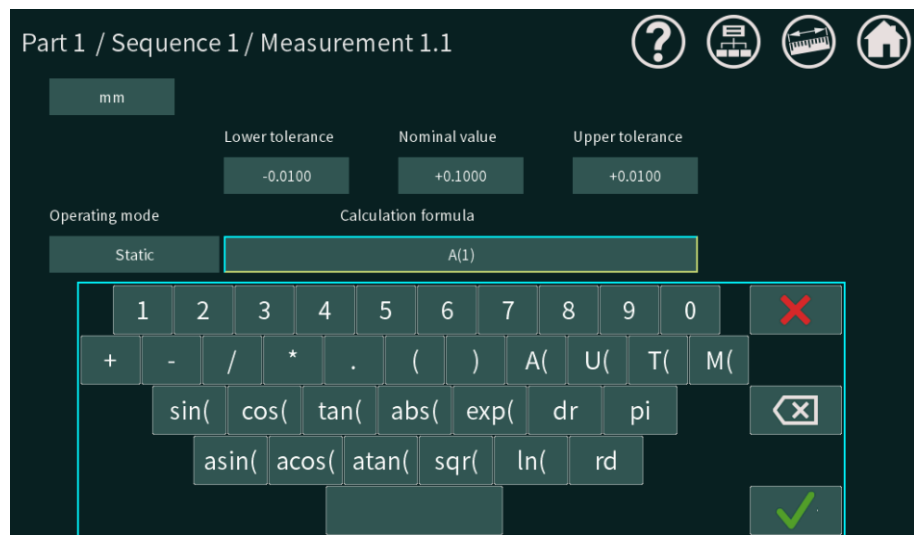 Part 1 / Sequence 1 / Measurement 1.1 ?
mm
Lower tolerance Nominal value Upper tolerance
-0.0100 +0.1000 +0.0100
Operating mode Calculation formula
Static A(1)
1 2 3 4 5 6 7 8 9 0
+ - / * . ( ) A( U( T( M(
sin( cos( tan( abs( exp( dr pi
asin( acos( atan( sqr( ln( rd